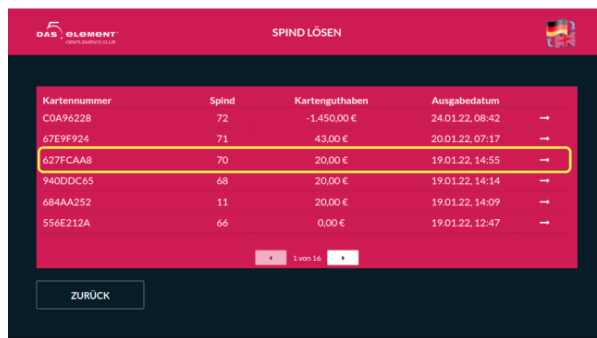 DAS 5 ELEMENT
GENTLEMEN'S CLUB
SPIND LÖSEN
Kartennummer Spind Kartenguthaben Ausgabedatum
C0A96228 72 -1.450,00 € 24.01.22, 08:42 →
67E9F924 71 43,00 € 20.01.22, 07:17 →
627FCAA8 70 20,00 € 19.01.22, 14:55 →
940DDC65 68 20,00 € 19.01.22, 14:14 →
684AA252 11 20,00 € 19.01.22, 14:09 →
556E212A 66 0,00 € 19.01.22, 12:47 →
1 von 16
ZURÜCK